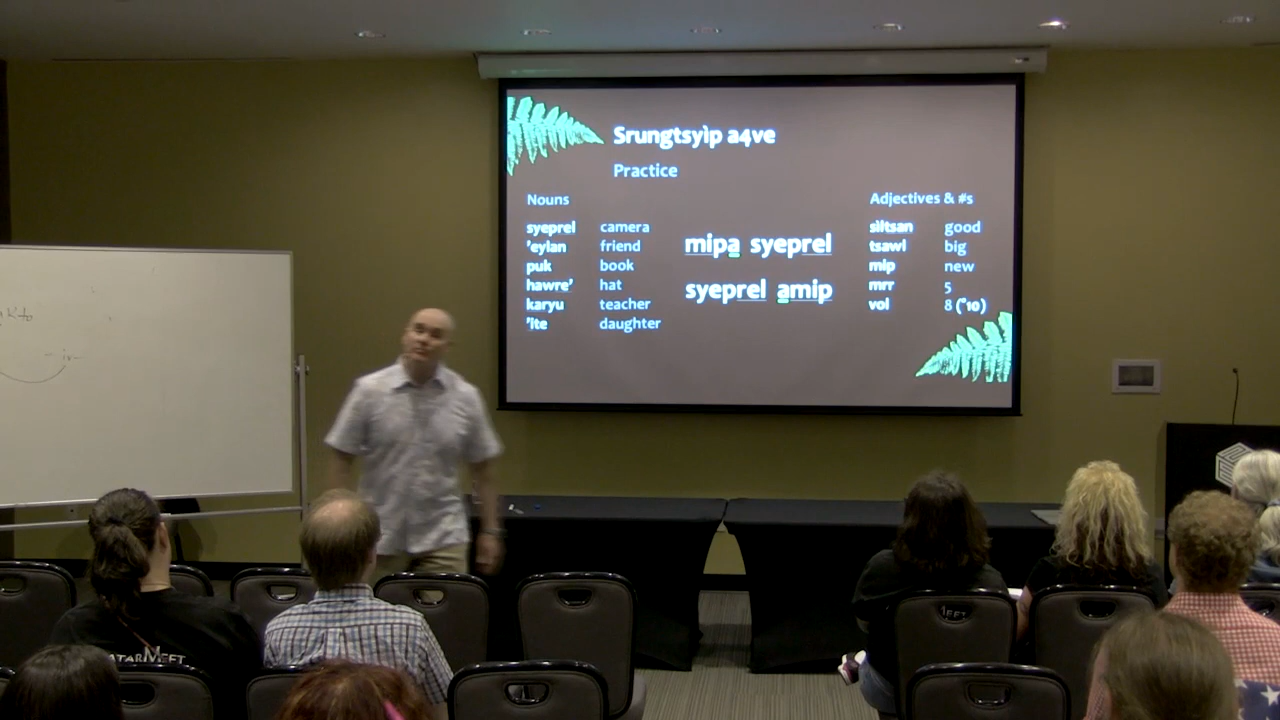 Srungtsyìp a4ve
Practice
Nouns
syeprel camera
'eylan friend
puk book
hawre' hat
karyu teacher
'ite daughter
mipa syeprel
syeprel amip
Adjectives & #s
sìltsan good
tsawl big
mip new
mrr 5
vol 8 (°10)